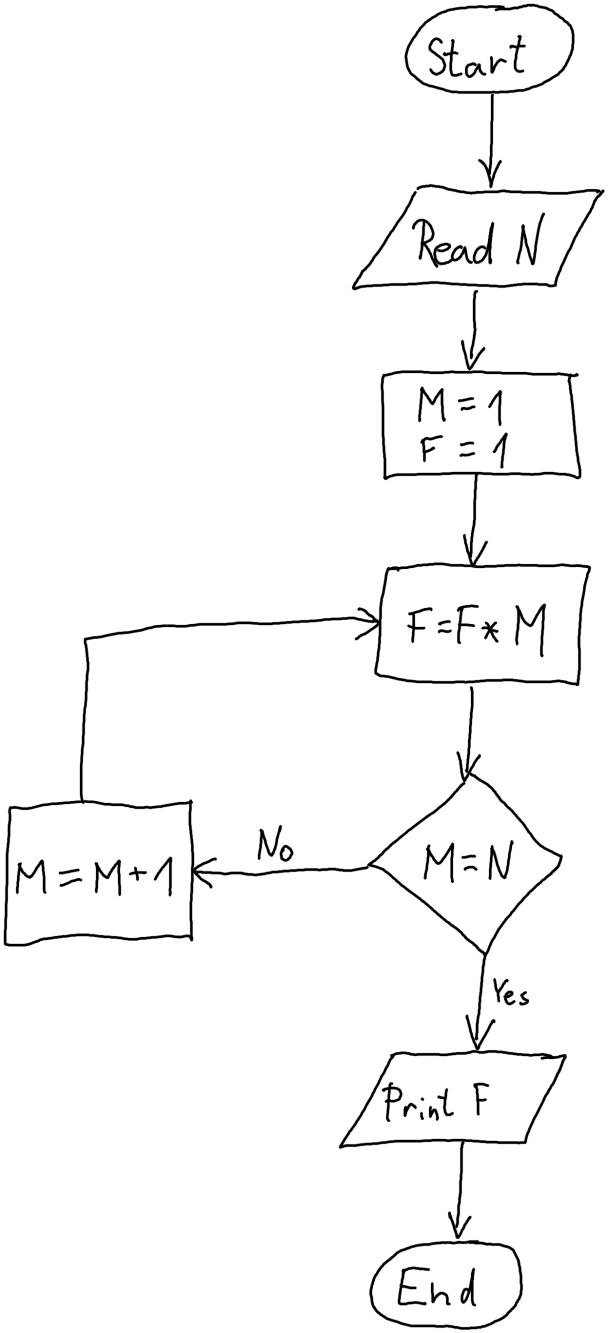 Start
Read N
M = 1
F = 1
F=F* M
M=N
No
M=M+1
Yes
Print F
End